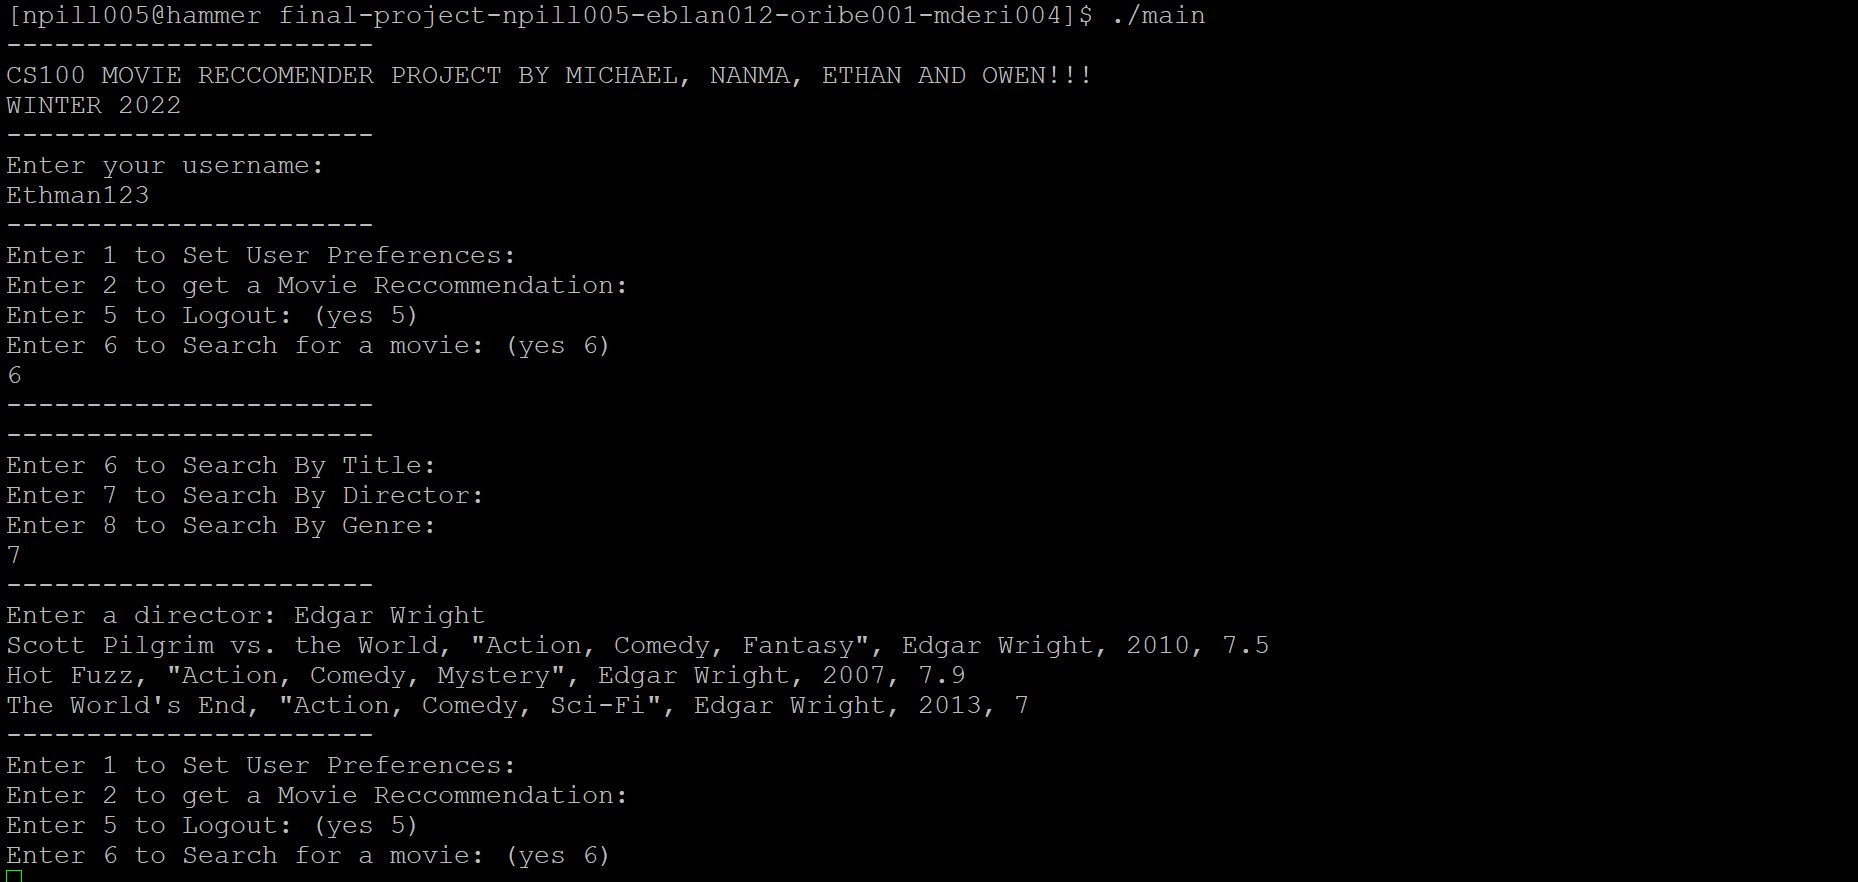 [npill005@hammer final-project-npill005-eblan012-oribe001-mderi004]$ ./main
-----------------------
CS100 MOVIE RECCOMENDER PROJECT BY MICHAEL, NANMA, ETHAN AND OWEN!!!
WINTER 2022
-----------------------
Enter your username:
Ethman123
-----------------------
Enter 1 to Set User Preferences:
Enter 2 to get a Movie Reccommendation:
Enter 5 to Logout: (yes 5)
Enter 6 to Search for a movie: (yes 6)
6
-----------------------
-----------------------
Enter 6 to Search By Title:
Enter 7 to Search By Director:
Enter 8 to Search By Genre:
7
-----------------------
Enter a director: Edgar Wright
Scott Pilgrim vs. the World, "Action, Comedy, Fantasy", Edgar Wright, 2010, 7.5
Hot Fuzz, "Action, Comedy, Mystery", Edgar Wright, 2007, 7.9
The World's End, "Action, Comedy, Sci-Fi", Edgar Wright, 2013, 7
-----------------------
Enter 1 to Set User Preferences:
Enter 2 to get a Movie Reccommendation:
Enter 5 to Logout: (yes 5)
Enter 6 to Search for a movie: (yes 6)